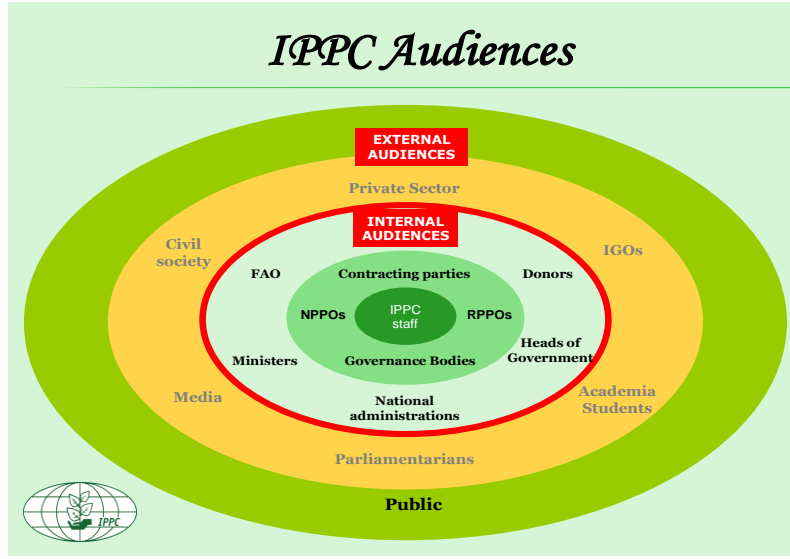 IPPC Audiences
EXTERNAL
AUDIENCES
Private Sector
INTERNAL
AUDIENCES
Civil
society
IGOs
FAO
Contracting parties
Donors
NPPOs
IPPC
staff
RPPOs
Heads of
Government
Ministers
Governance Bodies
Media
Academia
Students
National
administrations
Parliamentarians
Public
IPPC